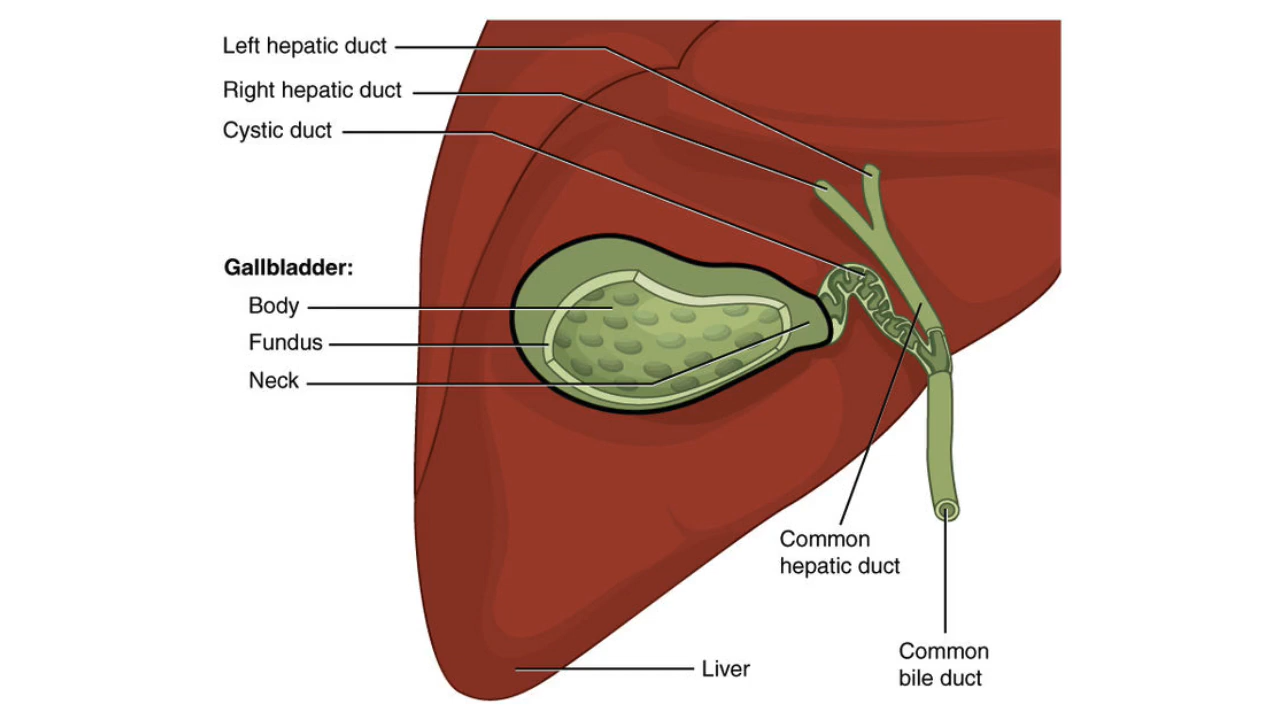 Left hepatic duct
Right hepatic duct
Cystic duct
Gallbladder:
Body
Fundus
Neck
Common
hepatic duct
Common
bile duct
Liver